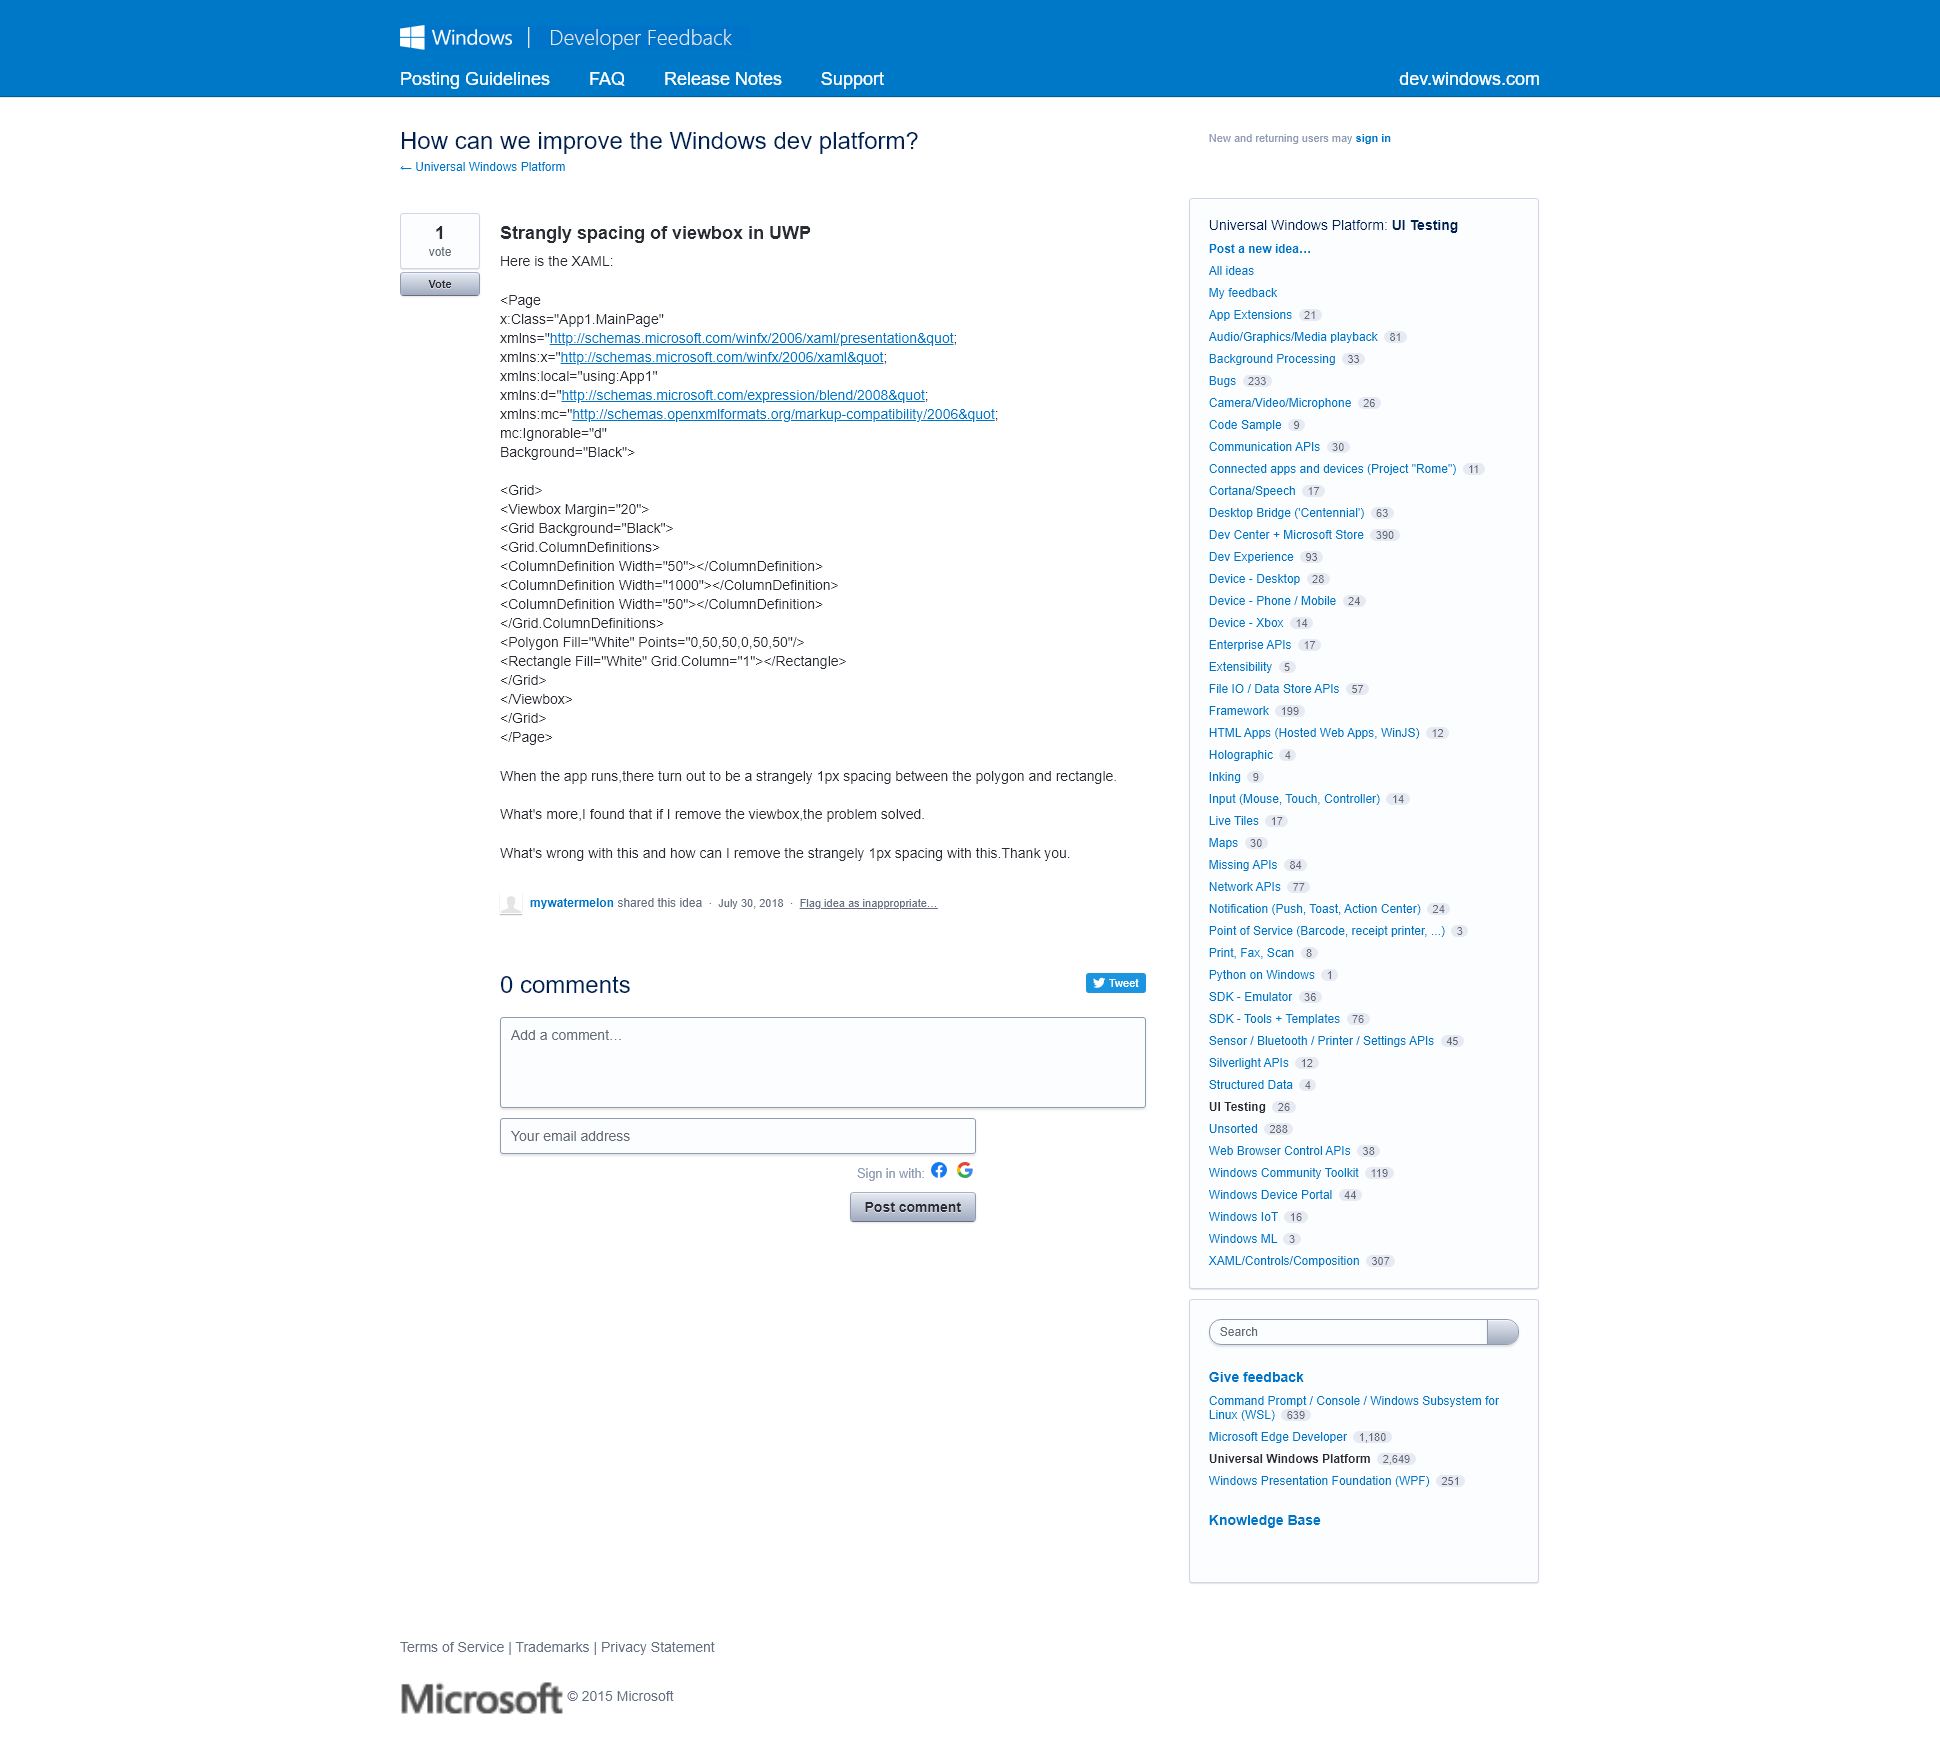 Windows | Developer Feedback
Posting Guidelines FAQ Release Notes Support dev.windows.com
How can we improve the Windows dev platform?
← Universal Windows Platform
New and returning users may sign in
1
vote
Vote
Strangly spacing of viewbox in UWP
Here is the XAML:
<Page
x:Class="App1.MainPage"
xmlns="http://schemas.microsoft.com/winfx/2006/xaml/presentation&quot;
xmlns:x="http://schemas.microsoft.com/winfx/2006/xaml&quot;
xmlns:local="using:App1"
xmlns:d="http://schemas.microsoft.com/expression/blend/2008&quot;
xmlns:mc="http://schemas.openxmlformats.org/markup-compatibility/2006&quot;
mc:Ignorable="d"
Background="Black">
<Grid>
<Viewbox Margin="20">
<Grid Background="Black">
<Grid.ColumnDefinitions>
<ColumnDefinition Width="50"></ColumnDefinition>
<ColumnDefinition Width="1000"></ColumnDefinition>
<ColumnDefinition Width="50"></ColumnDefinition>
</Grid.ColumnDefinitions>
<Polygon Fill="White" Points="0,50,50,0,50,50"/>
<Rectangle Fill="White" Grid.Column="1"></Rectangle>
</Grid>
</Viewbox>
</Grid>
</Page>
When the app runs,there turn out to be a strangely 1px spacing between the polygon and rectangle.
What's more,I found that if I remove the viewbox,the problem solved.
What's wrong with this and how can I remove the strangely 1px spacing with this.Thank you.
mywatermelon shared this idea · July 30, 2018 · Flag idea as inappropriate…
0 comments
Tweet
Add a comment…
Your email address
Sign in with:
Post comment
Universal Windows Platform: UI Testing
Post a new idea…
All ideas
My feedback
App Extensions 21
Audio/Graphics/Media playback 81
Background Processing 33
Bugs 233
Camera/Video/Microphone 26
Code Sample 9
Communication APIs 30
Connected apps and devices (Project "Rome") 11
Cortana/Speech 17
Desktop Bridge ('Centennial') 63
Dev Center + Microsoft Store 390
Dev Experience 93
Device - Desktop 28
Device - Phone / Mobile 24
Device - Xbox 14
Enterprise APIs 17
Extensibility 5
File IO / Data Store APIs 57
Framework 199
HTML Apps (Hosted Web Apps, WinJS) 12
Holographic 4
Inking 9
Input (Mouse, Touch, Controller) 14
Live Tiles 17
Maps 30
Missing APIs 84
Network APIs 77
Notification (Push, Toast, Action Center) 24
Point of Service (Barcode, receipt printer, ...) 3
Print, Fax, Scan 8
Python on Windows 1
SDK - Emulator 36
SDK - Tools + Templates 76
Sensor / Bluetooth / Printer / Settings APIs 45
Silverlight APIs 12
Structured Data 4
UI Testing 26
Unsorted 288
Web Browser Control APIs 38
Windows Community Toolkit 119
Windows Device Portal 44
Windows IoT 16
Windows ML 3
XAML/Controls/Composition 307
Search
Give feedback
Command Prompt / Console / Windows Subsystem for
Linux (WSL) 639
Microsoft Edge Developer 1,180
Universal Windows Platform 2,649
Windows Presentation Foundation (WPF) 251
Knowledge Base
Terms of Service | Trademarks | Privacy Statement
Microsoft © 2015 Microsoft